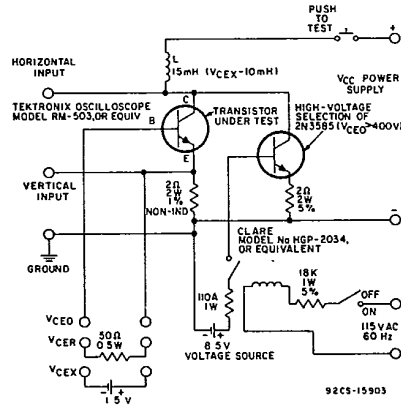 PUSH
TO
TEST
+
HORIZONTAL
INPUT
L
15mH (VCEX-10mH)
VCC POWER
SUPPLY
C
TEKTRONIX OSCILLOSCOPE
MODEL RM-503,OR EQUIV
B
TRANSISTOR
UNDER TEST
HIGH-VOLTAGE
SELECTION OF
2N3585(VCEO>400V)
E
VERTICAL
INPUT
2Ω
2W
1%
NON-IND
2Ω
2W
5%
-
GROUND
CLARE
MODEL No HGP-2034,
OR EQUIVALENT
18K
1W
5%
OFF
ON
110Ω
1W
115VAC
60 Hz
VCEO
VCER
50Ω
0.5W
- +
8 5V
VOLTAGE SOURCE
VCEX
- +
1 5V
92CS-15903